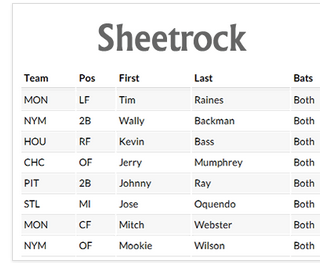 Sheetrock
Team Pos First Last Bats
MON LF Tim Raines Both
NYM 2B Wally Backman Both
HOU RF Kevin Bass Both
CHC OF Jerry Mumphrey Both
PIT 2B Johnny Ray Both
STL MI Jose Oquendo Both
MON CF Mitch Webster Both
NYM OF Mookie Wilson Both